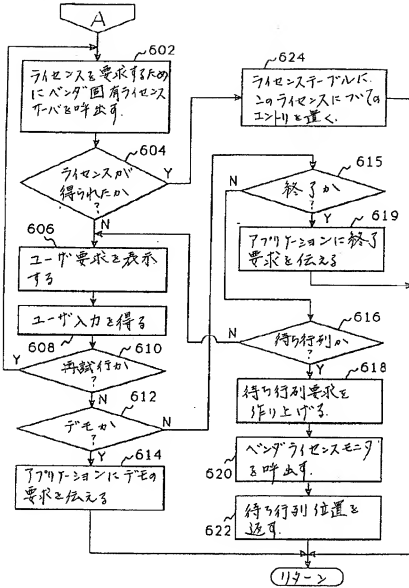 A
602
ライセンスを要求するため
にベンダ固有ライセンス
サーバを呼出す.
604
ライセンスが
得られたか
?
Y
N
606
ユーザ要求を表示
する
ユーザ入力を得る
608
610
再試行か
?
Y
N
612
デモか
?
N
Y
614
アプリケーションにデモの
要求を伝える
624
ライセンステーブルに.
このライセンスについての
エントリを置く.
615
終了か
?
N
Y
619
アプリケーションに終了
要求を伝える
616
待ち行列か
?
N
Y
618
待ち行列要求を
作り上げる.
ベンダライセンスモニタ
を呼出す.
620
待ち行列位置を
返す.
622
リターン